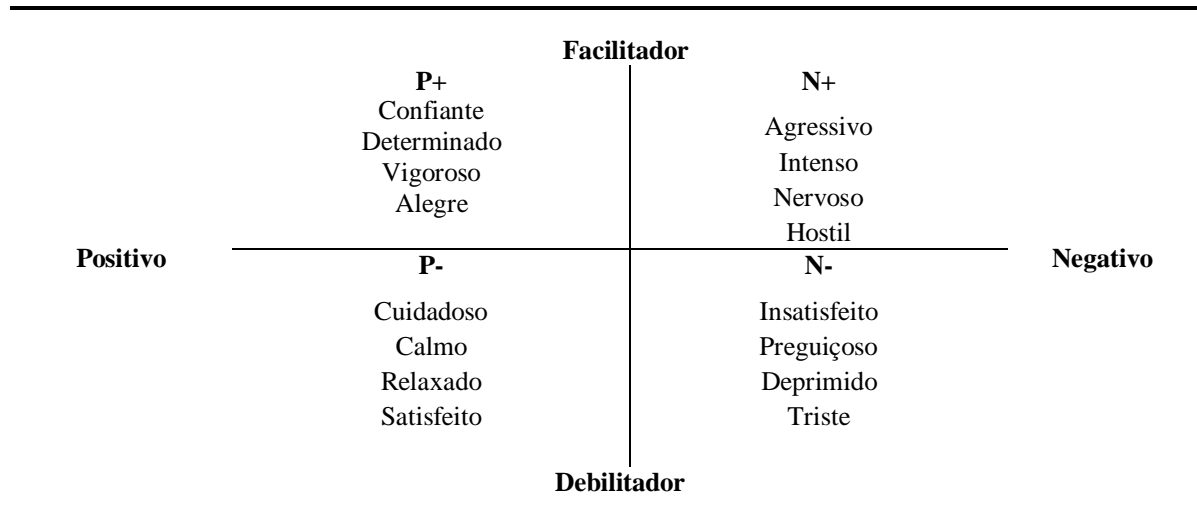 Facilitador
P+
N+
Confiante
Determinado
Vigoroso
Alegre
Agressivo
Intenso
Nervoso
Hostil
Positivo
Negativo
P-
N-
Cuidadoso
Calmo
Relaxado
Satisfeito
Insatisfeito
Preguiçoso
Deprimido
Triste
Debilitador